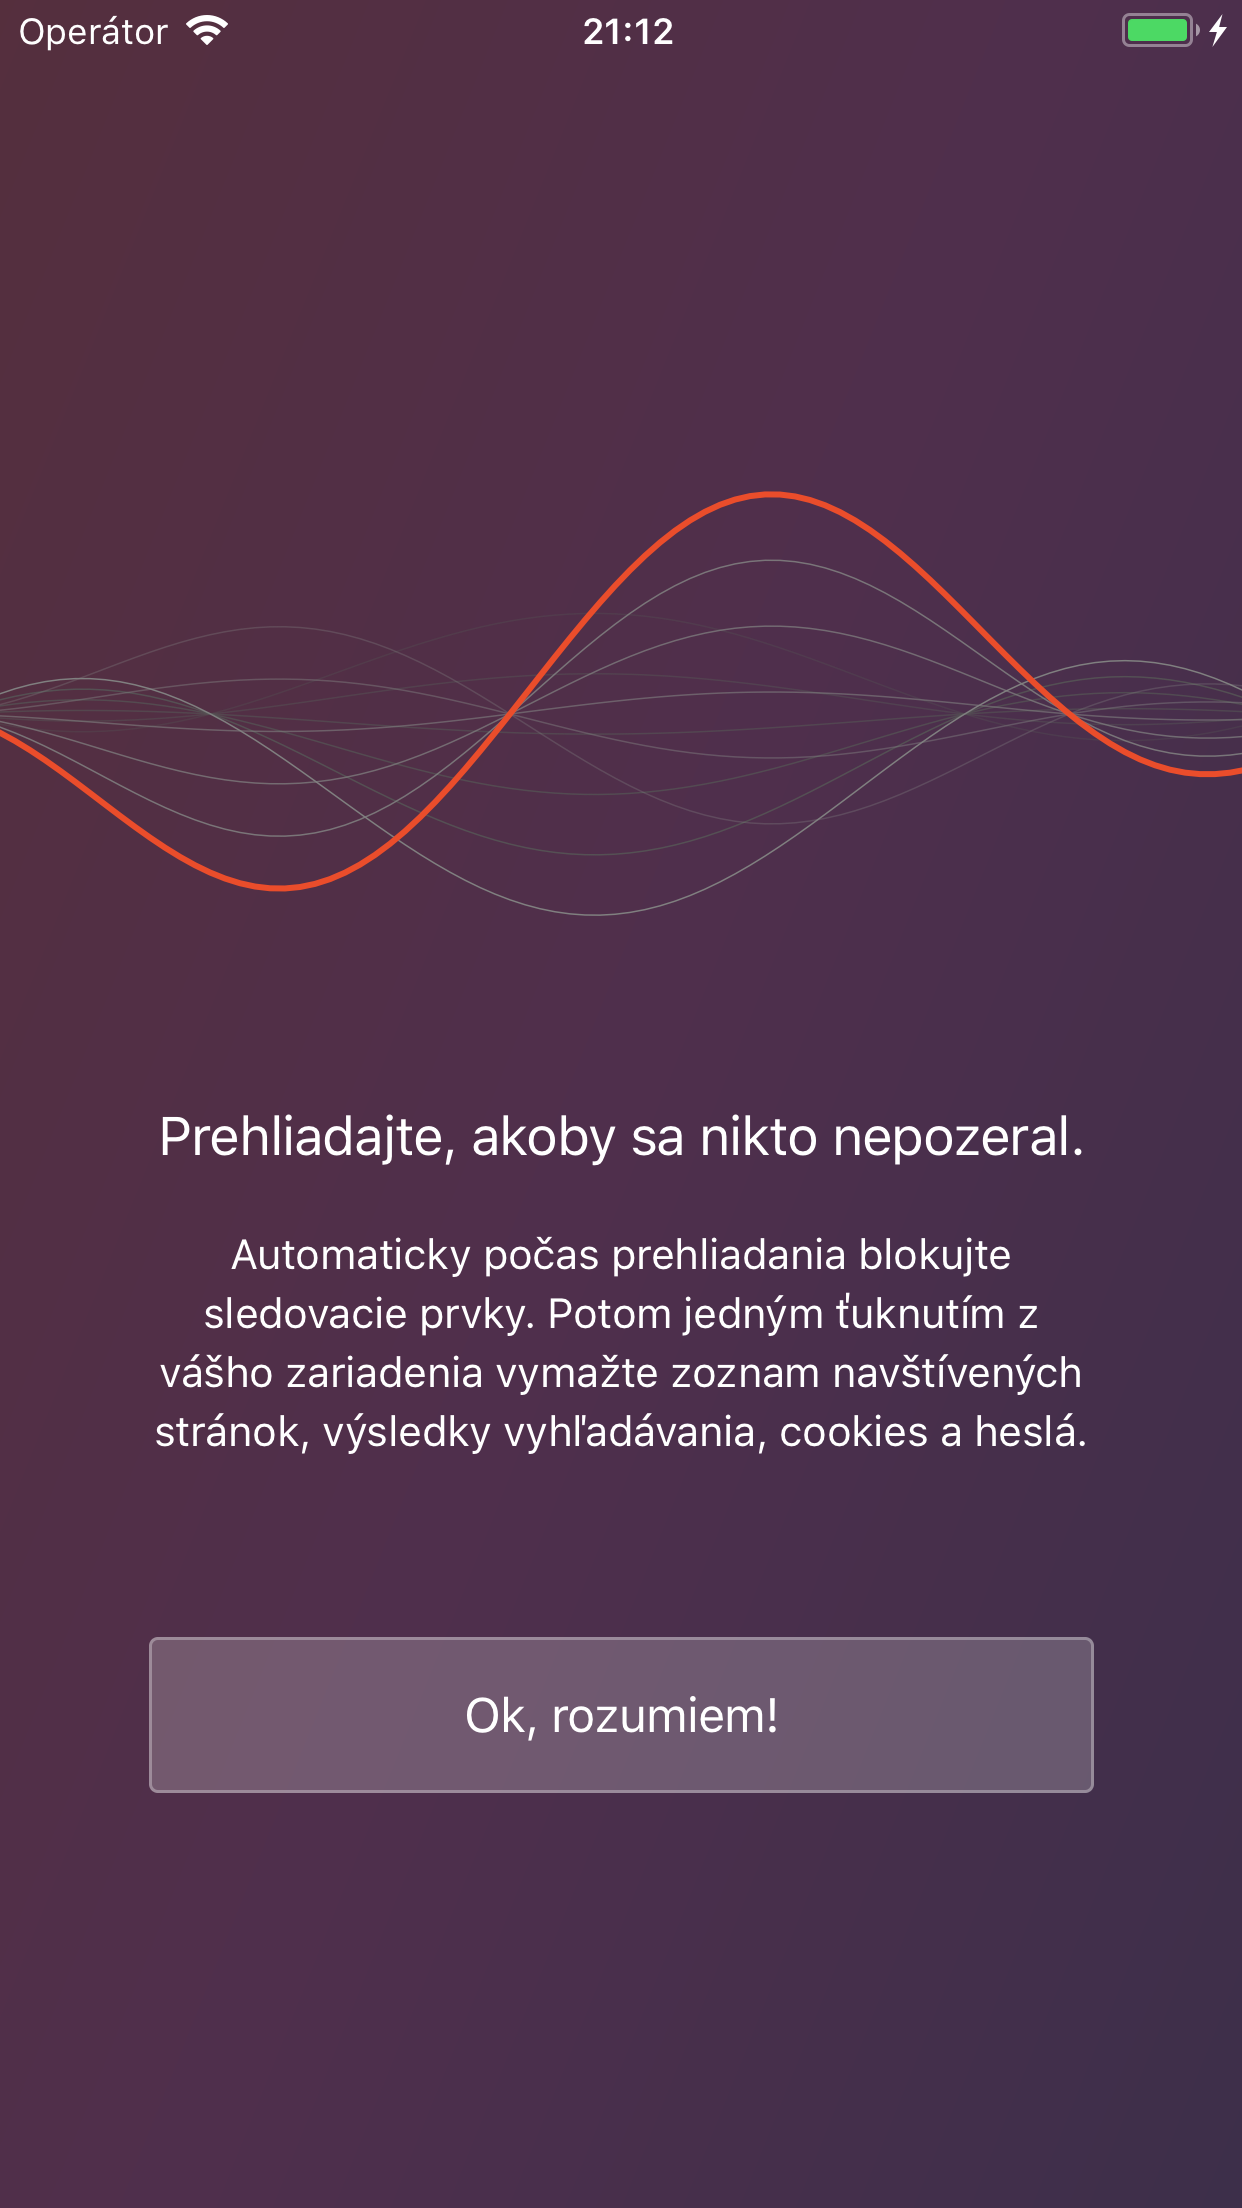 Operátor 21:12
Prehliadajte, akoby sa nikto nepozeral.
Automaticky počas prehliadania blokujte
sledovacie prvky. Potom jedným ťuknutím z
vášho zariadenia vymažte zoznam navštívených
stránok, výsledky vyhľadávania, cookies a heslá.
Ok, rozumiem!